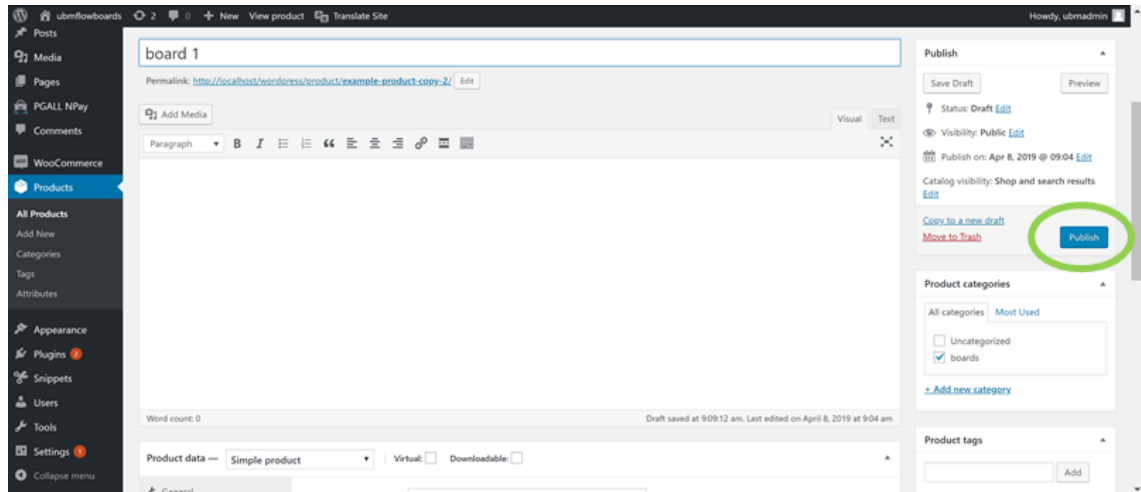 ubmflowboards 2 0 + New View product Translate Site Howdy, ubmadmin
Posts
Media
Pages
PGALL NPay
Comments
WooCommerce
Products
All Products
Add New
Categories
Tags
Attributes
Appearance
Plugins 2
Snippets
Users
Tools
Settings 1
Collapse menu
board 1
Permalink: http://localhost/wordpress/product/example-product-copy-2/ Edit
Add Media
Visual Text
Paragraph B I
Word count: 0 Draft saved at 9:09:12 am. Last edited on April 8, 2019 at 9:04 am
Product data — Simple product Virtual: Downloadable:
General
Publish
Save Draft Preview
Status: Draft Edit
Visibility: Public Edit
Publish on: Apr 8, 2019 @ 09:04 Edit
Catalog visibility: Shop and search results
Edit
Copy to a new draft
Move to Trash Publish
Product categories
All categories Most Used
Uncategorized
boards
+ Add new category
Product tags
Add